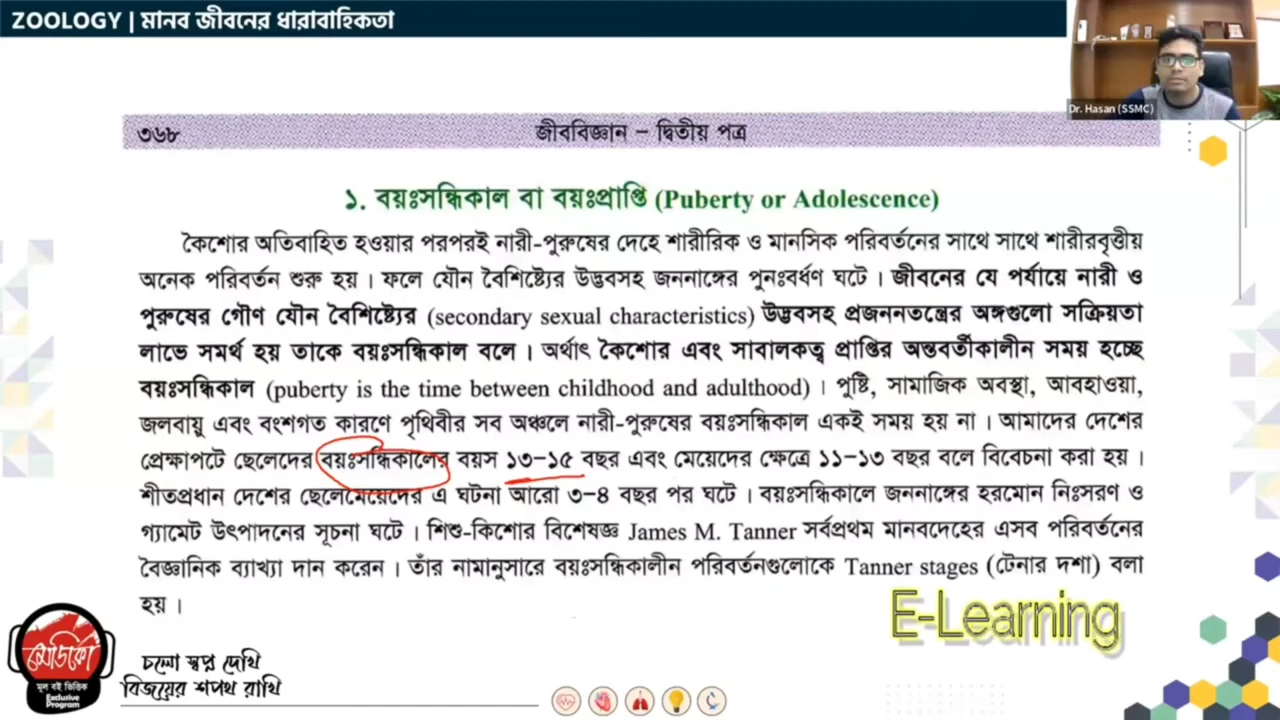 ZOOLOGY | মানব জীবনের ধারাবাহিকতা
Dr. Hasan (SSMC)
৩৬৮
জীববিজ্ঞান – দ্বিতীয় পত্র
১. বয়ঃসন্ধিকাল বা বয়ঃপ্রাপ্তি (Puberty or Adolescence)
কৈশোর অতিবাহিত হওয়ার পরপরই নারী-পুরুষের দেহে শারীরিক ও মানসিক পরিবর্তনের সাথে সাথে শারীরবৃত্তীয়
অনেক পরিবর্তন শুরু হয়। ফলে যৌন বৈশিষ্ট্যের উদ্ভবসহ জননাঙ্গের পুনঃবর্ধণ ঘটে। জীবনের যে পর্যায়ে নারী ও
পুরুষের গৌণ যৌন বৈশিষ্ট্যের (secondary sexual characteristics) উদ্ভবসহ প্রজননতন্ত্রের অঙ্গগুলো সক্রিয়তা
লাভে সমর্থ হয় তাকে বয়ঃসন্ধিকাল বলে। অর্থাৎ কৈশোর এবং সাবালকত্ব প্রাপ্তির অন্তবর্তীকালীন সময় হচ্ছে
বয়ঃসন্ধিকাল (puberty is the time between childhood and adulthood)। পুষ্টি, সামাজিক অবস্থা, আবহাওয়া,
জলবায়ু এবং বংশগত কারণে পৃথিবীর সব অঞ্চলে নারী-পুরুষের বয়ঃসন্ধিকাল একই সময় হয় না। আমাদের দেশের
প্রেক্ষাপটে ছেলেদের বয়ঃসন্ধিকালের বয়স ১৩–১৫ বছর এবং মেয়েদের ক্ষেত্রে ১১–১৩ বছর বলে বিবেচনা করা হয়।
শীতপ্রধান দেশের ছেলেমেয়েদের এ ঘটনা আরো ৩–৪ বছর পর ঘটে। বয়ঃসন্ধিকালে জননাঙ্গের হরমোন নিঃসরণ ও
গ্যামেট উৎপাদনের সূচনা ঘটে। শিশু-কিশোর বিশেষজ্ঞ James M. Tanner সর্বপ্রথম মানবদেহের এসব পরিবর্তনের
বৈজ্ঞানিক ব্যাখ্যা দান করেন। তাঁর নামানুসারে বয়ঃসন্ধিকালীন পরিবর্তনগুলোকে Tanner stages (টেনার দশা) বলা
হয়।
E-Learning
মেডিকো
মূল বই ভিত্তিক
Exclusive
Program
চলো স্বপ্ন দেখি
বিজয়ের শপথ রাখি